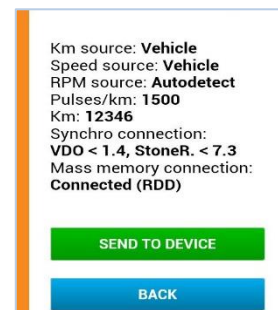 Km source: Vehicle
Speed source: Vehicle
RPM source: Autodetect
Pulses/km: 1500
Km: 12346
Synchro connection:
VDO < 1.4, StoneR. < 7.3
Mass memory connection:
Connected (RDD)
SEND TO DEVICE
BACK